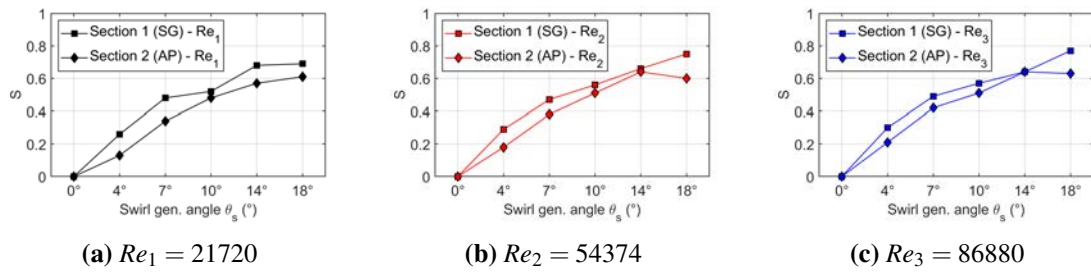 Section 1 (SG) - Re1
Section 2 (AP) - Re1
1
0.8
0.6
0.4
0.2
0
S
0° 4° 7° 10° 14° 18°
Swirl gen. angle θs (°)
(a) Re1 = 21720
Section 1 (SG) - Re2
Section 2 (AP) - Re2
1
0.8
0.6
0.4
0.2
0
S
0° 4° 7° 10° 14° 18°
Swirl gen. angle θs (°)
(b) Re2 = 54374
Section 1 (SG) - Re3
Section 2 (AP) - Re3
1
0.8
0.6
0.4
0.2
0
S
0° 4° 7° 10° 14° 18°
Swirl gen. angle θs (°)
(c) Re3 = 86880